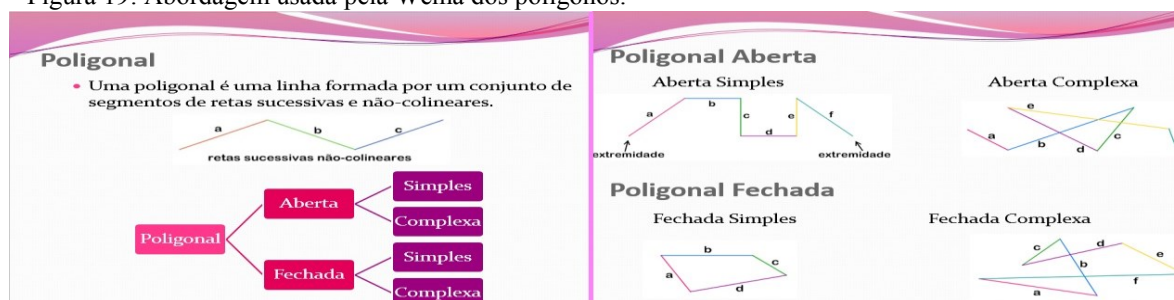 Figura 19: Abordagem usada pela Wema dos polígonos.
Poligonal
• Uma poligonal é uma linha formada por um conjunto de
segmentos de retas sucessivas e não-colineares.
a b c
retas sucessivas não-colineares
Poligonal
Aberta
Simples
Complexa
Fechada
Simples
Complexa
Poligonal Aberta
Aberta Simples
a b c d e f
extremidade extremidade
Aberta Complexa
a b c d e
Poligonal Fechada
Fechada Simples
a b c d
Fechada Complexa
a b c d e f